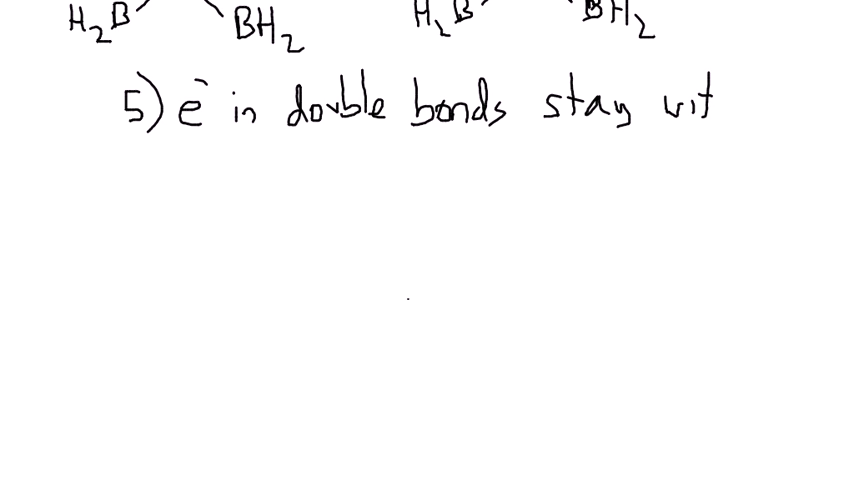 H₂B BH₂ H₂B BH₂
5) e⁻ in double bonds stay wit